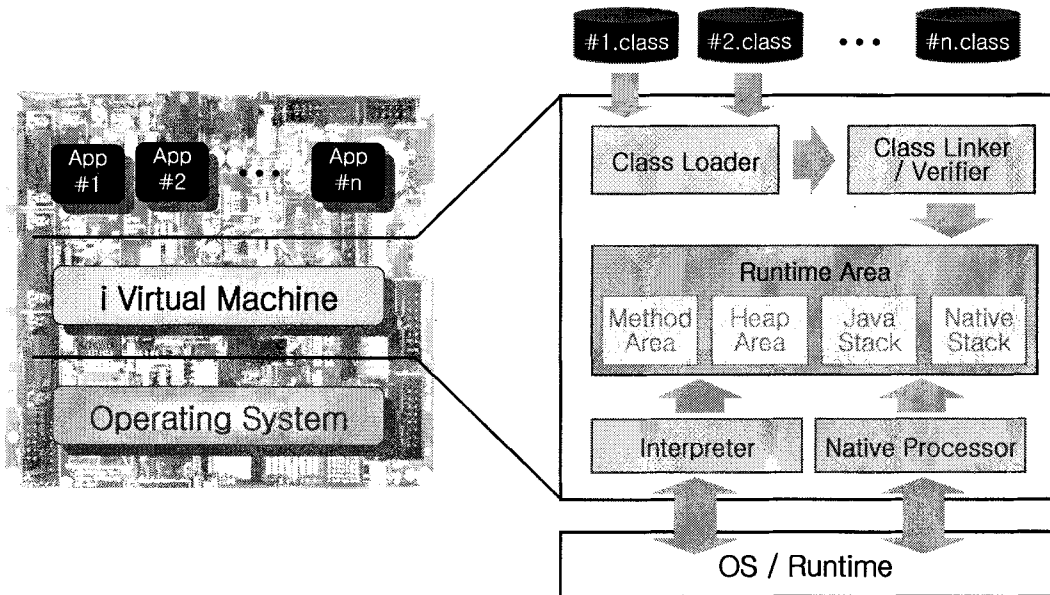 #1.class
#2.class
• • •
#n.class
App
#1
App
#2
• • •
App
#n
i Virtual Machine
Operating System
Class Loader
Class Linker
/ Verifier
Runtime Area
Method
Area
Heap
Area
Java
Stack
Native
Stack
Interpreter
Native Processor
OS / Runtime